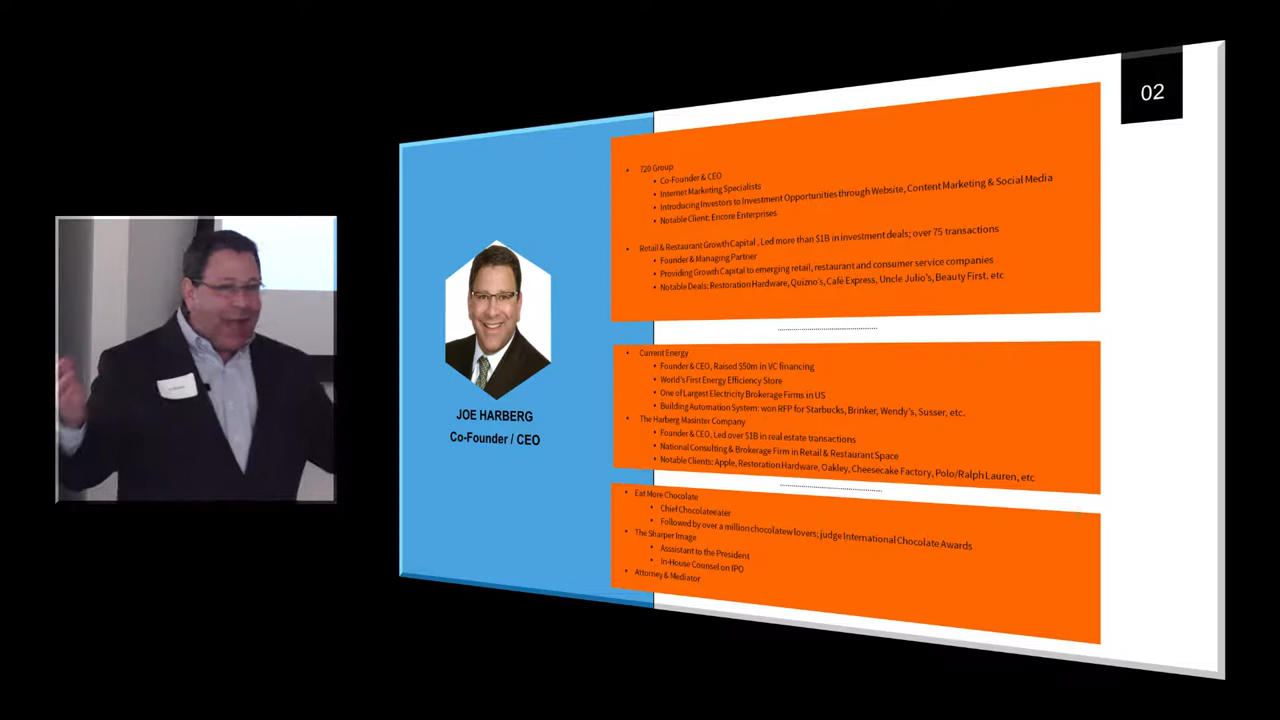 02
720 Group
Co-Founder & CEO
Internet Marketing Specialists
Introducing Investors to Investment Opportunities through Website, Content Marketing & Social Media
Notable Client: Encore Enterprises
Retail & Restaurant Growth Capital , Led more than $1B in investment deals; over 75 transactions
Founder & Managing Partner
Providing Growth Capital to emerging retail, restaurant and consumer service companies
Notable Deals: Restoration Hardware, Quizno's, Café Express, Uncle Julio's, Beauty First. etc
Current Energy
Founder & CEO, Raised $50m in VC financing
World's First Energy Efficiency Store
One of Largest Electricity Brokerage Firms in US
Building Automation System: won RFP for Starbucks, Brinker, Wendy's, Susser, etc.
The Harberg Masinter Company
Founder & CEO, Led over $1B in real estate transactions
National Consulting & Brokerage Firm in Retail & Restaurant Space
Notable Clients: Apple, Restoration Hardware, Oakley, Cheesecake Factory, Polo/Ralph Lauren, etc
Eat More Chocolate
Chief Chocolateeater
Followed by over a million chocolatew lovers; judge International Chocolate Awards
The Sharper Image
Asssistant to the President
In-House Counsel on IPO
Attorney & Mediator
JOE HARBERG
Co-Founder / CEO